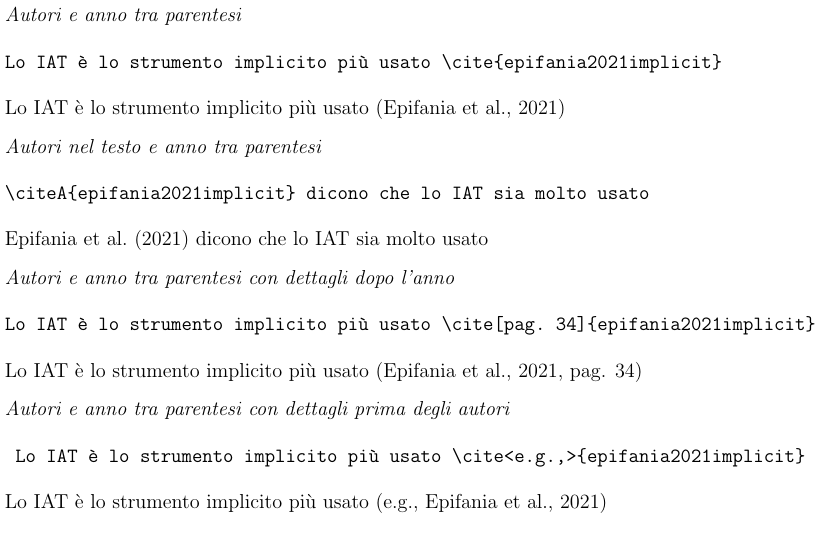 Autori e anno tra parentesi
Lo IAT è lo strumento implicito più usato \cite{epifania2021implicit}
Lo IAT è lo strumento implicito più usato (Epifania et al., 2021)
Autori nel testo e anno tra parentesi
\citeA{epifania2021implicit} dicono che lo IAT sia molto usato
Epifania et al. (2021) dicono che lo IAT sia molto usato
Autori e anno tra parentesi con dettagli dopo l'anno
Lo IAT è lo strumento implicito più usato \cite[pag. 34]{epifania2021implicit}
Lo IAT è lo strumento implicito più usato (Epifania et al., 2021, pag. 34)
Autori e anno tra parentesi con dettagli prima degli autori
Lo IAT è lo strumento implicito più usato \cite<e.g.,>{epifania2021implicit}
Lo IAT è lo strumento implicito più usato (e.g., Epifania et al., 2021)